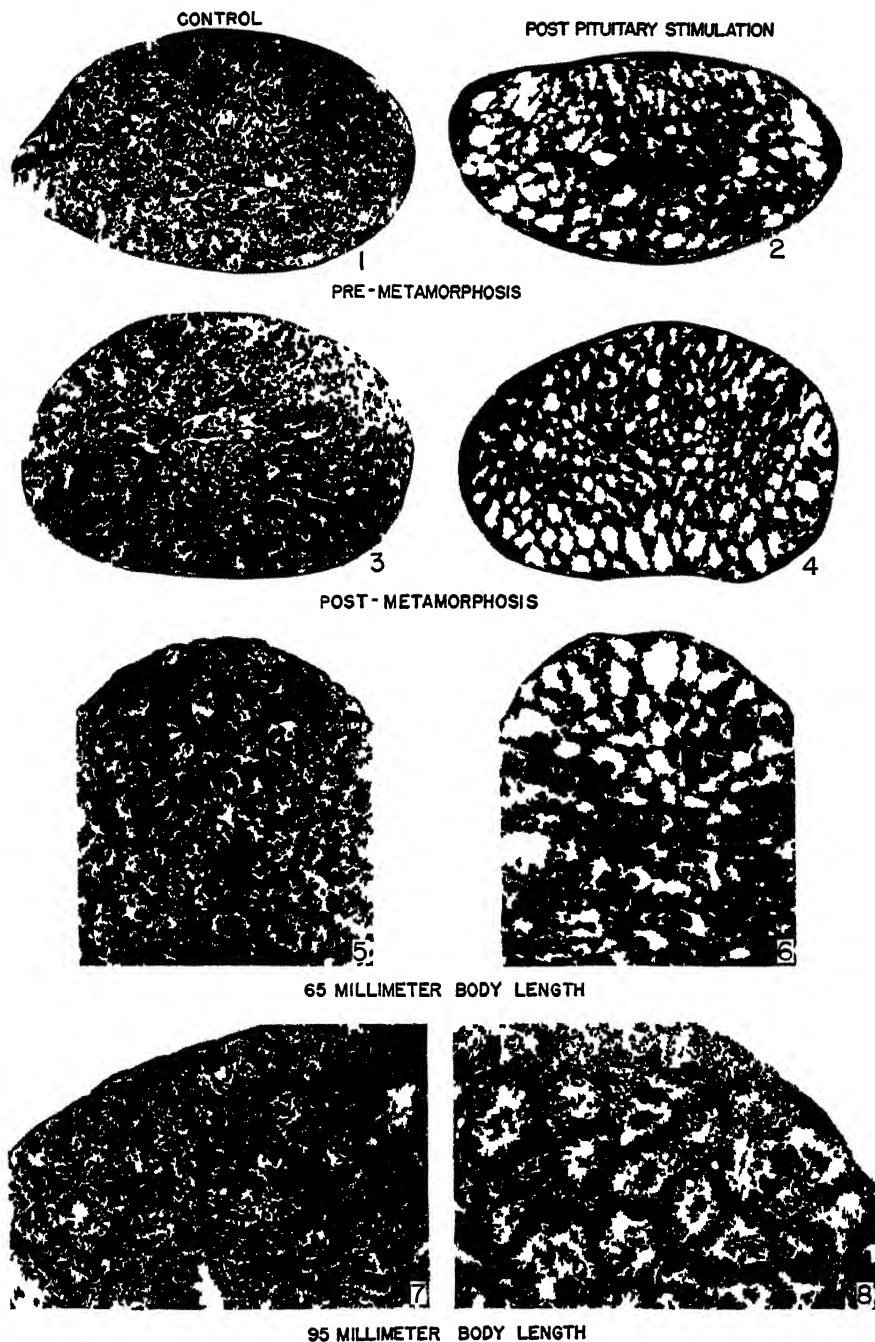 CONTROL
POST PITUITARY STIMULATION
1
2
PRE-METAMORPHOSIS
3
4
POST-METAMORPHOSIS
5
6
65 MILLIMETER BODY LENGTH
7
8
95 MILLIMETER BODY LENGTH